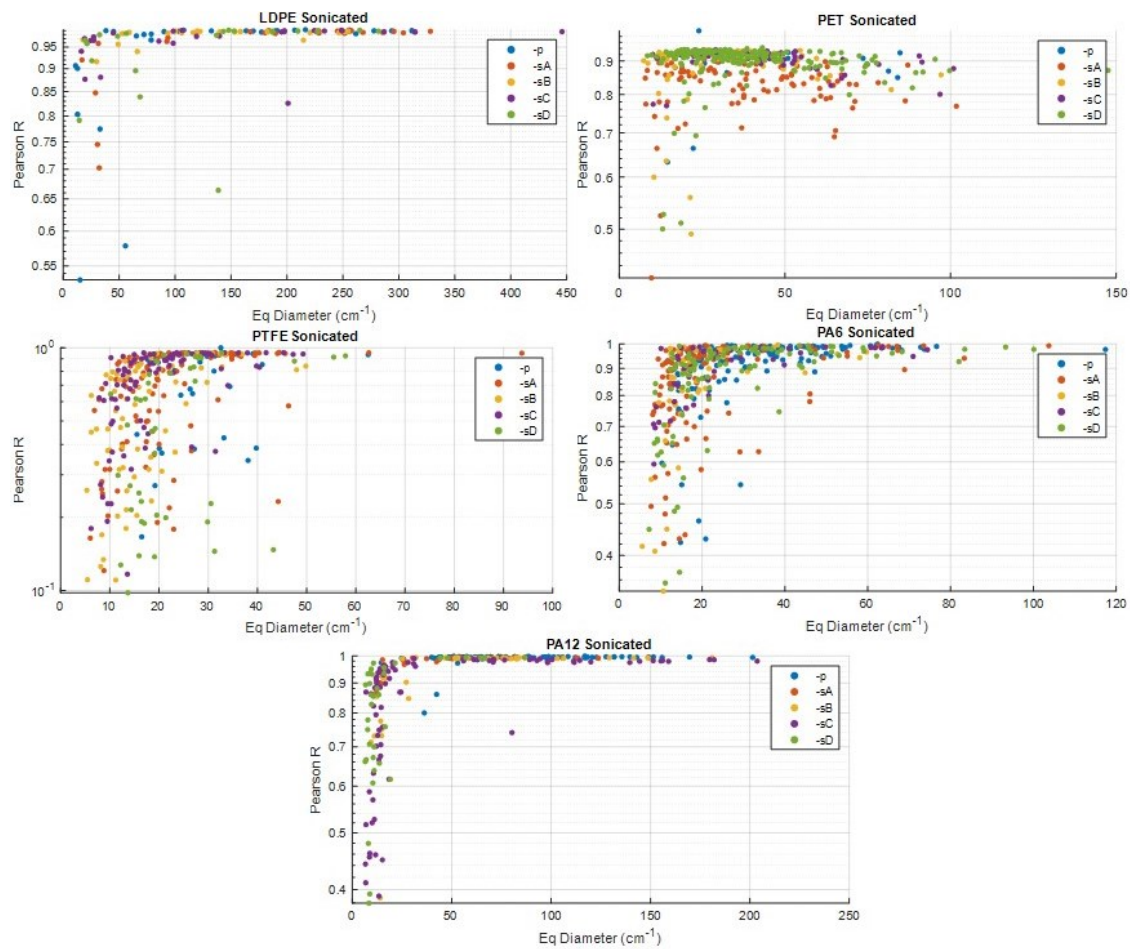 LDPE Sonicated
0.95
0.9
0.85
0.8
0.75
0.7
0.65
0.6
0.55
Pearson R
0 50 100 150 200 250 300 350 400 450
Eq Diameter (cm-1)
-p
-sA
-sB
-sC
-sD
PET Sonicated
0.9
0.8
0.7
0.6
0.5
Pearson R
0 50 100 150
Eq Diameter (cm-1)
-p
-sA
-sB
-sC
-sD
PTFE Sonicated
100
10-1
Pearson R
0 10 20 30 40 50 60 70 80 90 100
Eq Diameter (cm-1)
-p
-sA
-sB
-sC
-sD
PA6 Sonicated
1
0.9
0.8
0.7
0.6
0.5
0.4
Pearson R
0 20 40 60 80 100 120
Eq Diameter (cm-1)
-p
-sA
-sB
-sC
-sD
PA12 Sonicated
1
0.9
0.8
0.7
0.6
0.5
0.4
Pearson R
0 50 100 150 200 250
Eq Diameter (cm-1)
-p
-sA
-sB
-sC
-sD